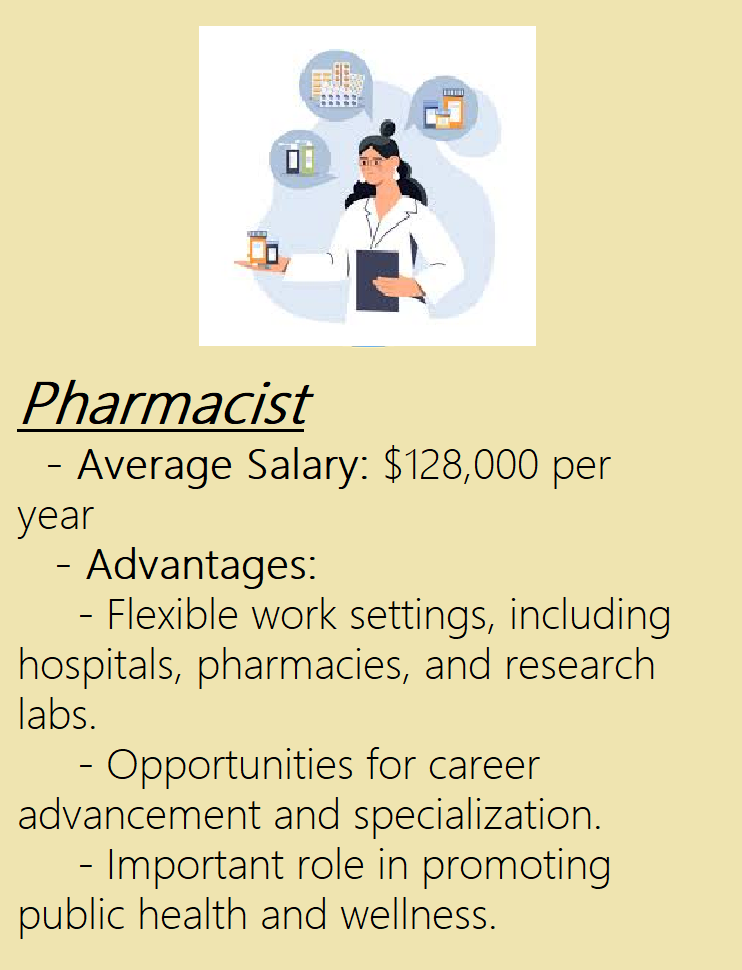 Pharmacist
- Average Salary: $128,000 per
year
- Advantages:
- Flexible work settings, including
hospitals, pharmacies, and research
labs.
- Opportunities for career
advancement and specialization.
- Important role in promoting
public health and wellness.